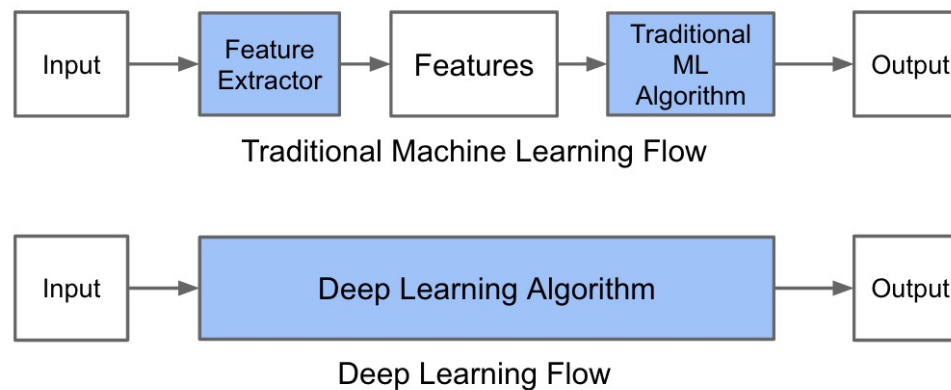 Input
Feature
Extractor
Features
Traditional
ML
Algorithm
Output
Traditional Machine Learning Flow
Input
Deep Learning Algorithm
Output
Deep Learning Flow